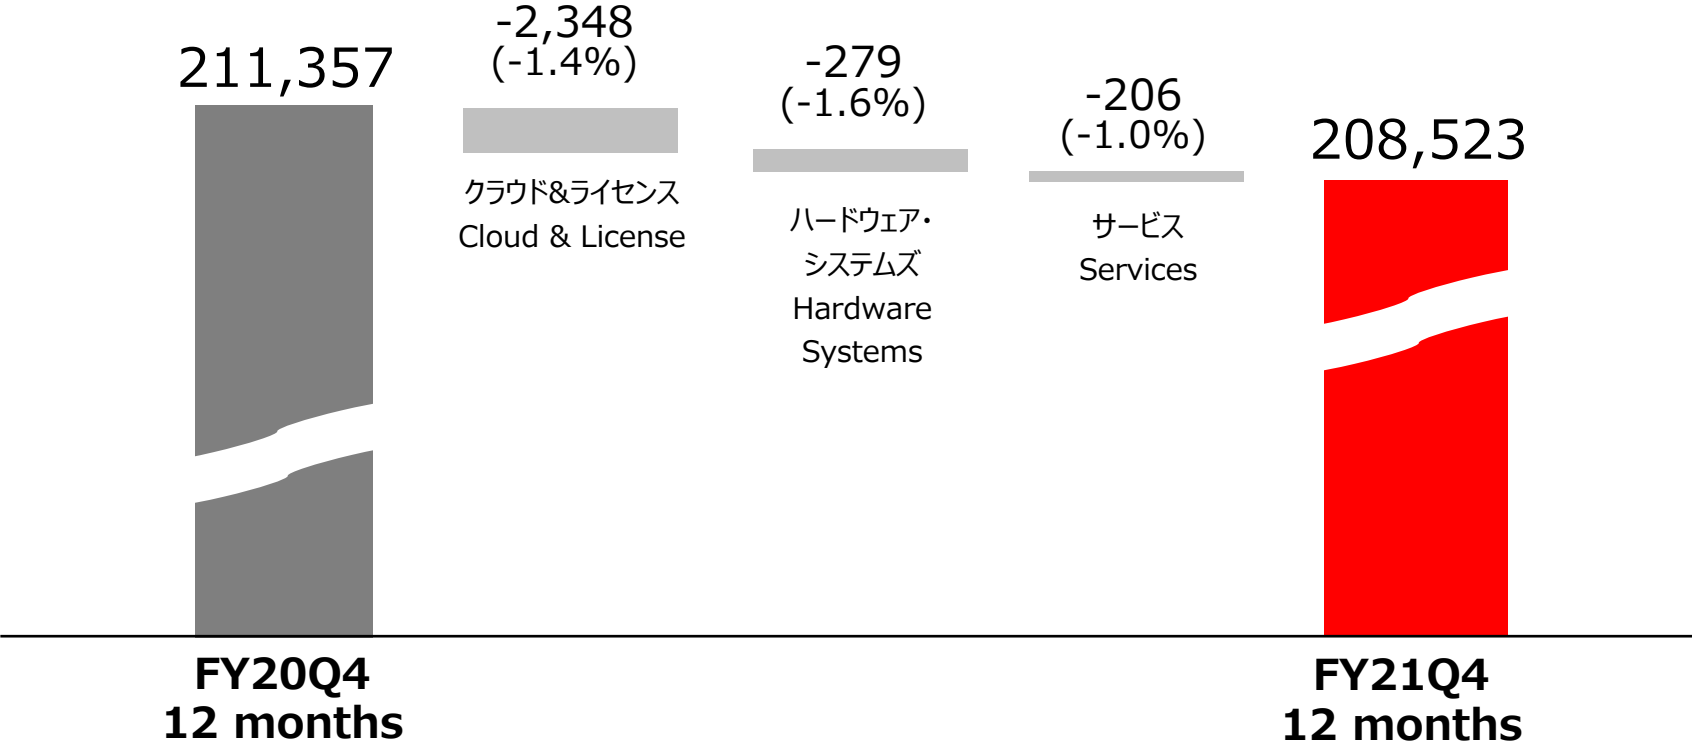 211,357
-2,348
(-1.4%)
クラウド&ライセンス
Cloud & License
-279
(-1.6%)
ハードウェア・
システムズ
Hardware
Systems
-206
(-1.0%)
サービス
Services
208,523
FY20Q4
12 months
FY21Q4
12 months